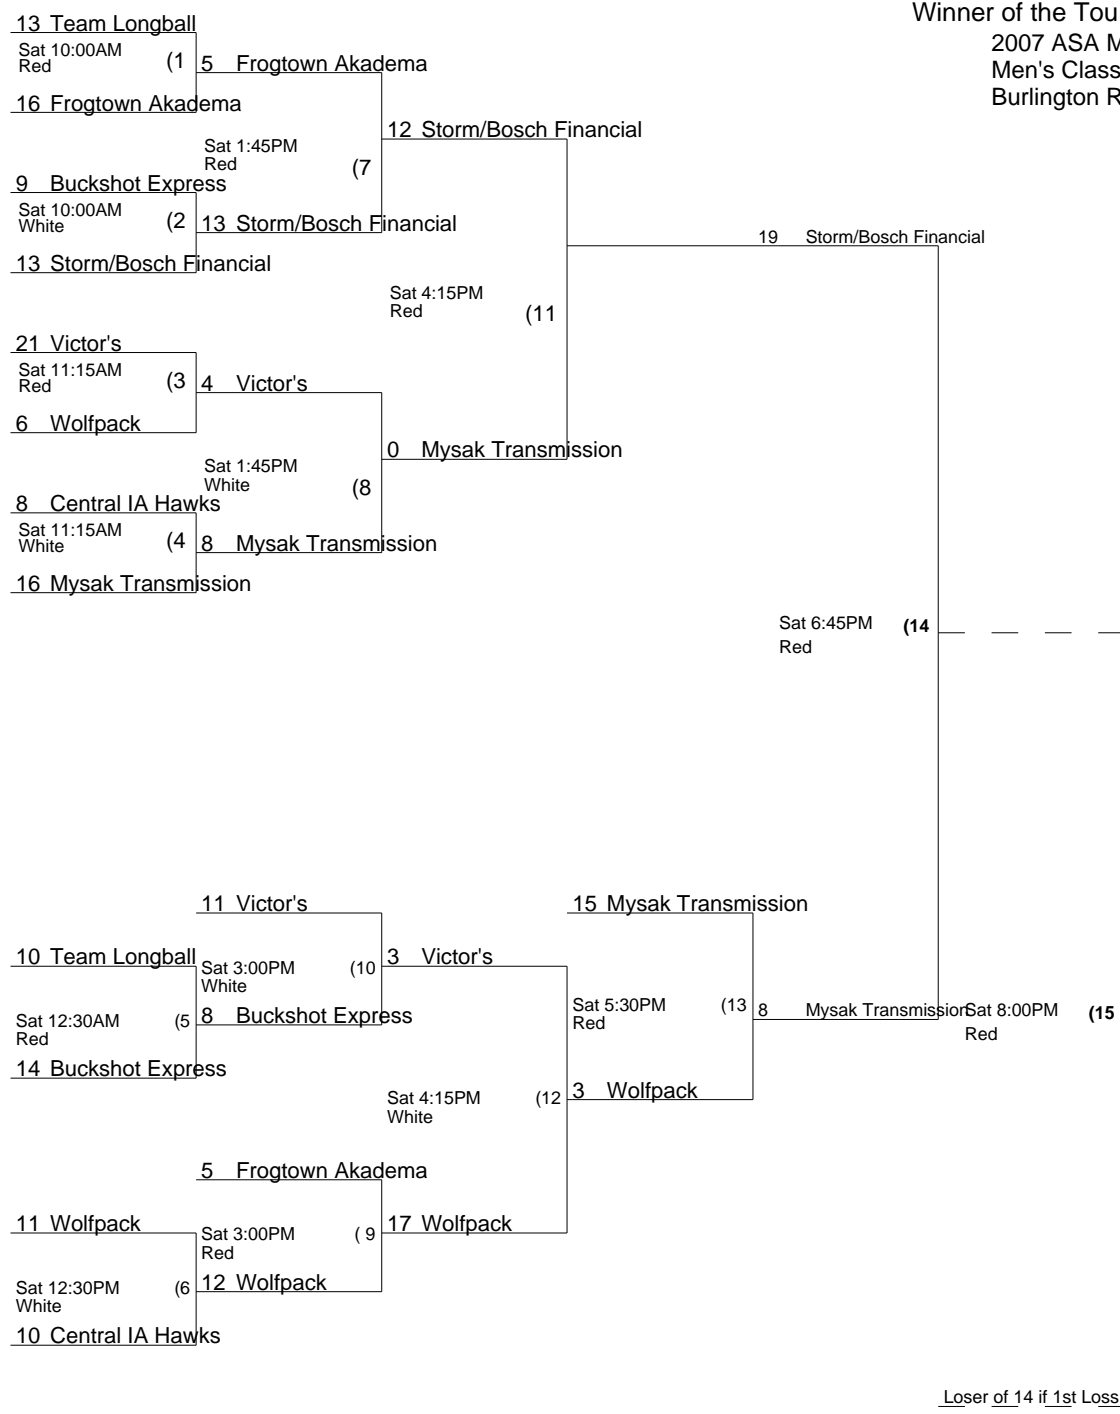 Winner of the Tou
2007 ASA M
Men's Class
Burlington R
13 Team Longball
Sat 10:00AM
Red
(1
5 Frogtown Akadema
16 Frogtown Akadema
12 Storm/Bosch Financial
Sat 1:45PM
Red
(7
9 Buckshot Express
Sat 10:00AM
White
(2
13 Storm/Bosch Financial
13 Storm/Bosch Financial
19 Storm/Bosch Financial
Sat 4:15PM
Red
(11
21 Victor's
Sat 11:15AM
Red
(3
4 Victor's
6 Wolfpack
0 Mysak Transmission
Sat 1:45PM
White
(8
8 Central IA Hawks
Sat 11:15AM
White
(4
8 Mysak Transmission
16 Mysak Transmission
Sat 6:45PM
Red
(14
11 Victor's
15 Mysak Transmission
10 Team Longball
Sat 3:00PM
White
(10
3 Victor's
Sat 12:30AM
Red
(5
8 Buckshot Express
14 Buckshot Express
Sat 5:30PM
Red
(13
8 Mysak Transmission
Sat 8:00PM
Red
(15
Sat 4:15PM
White
(12
3 Wolfpack
5 Frogtown Akadema
11 Wolfpack
Sat 3:00PM
Red
( 9
17 Wolfpack
Sat 12:30PM
White
(6
12 Wolfpack
10 Central IA Hawks
Loser of 14 if 1st Loss